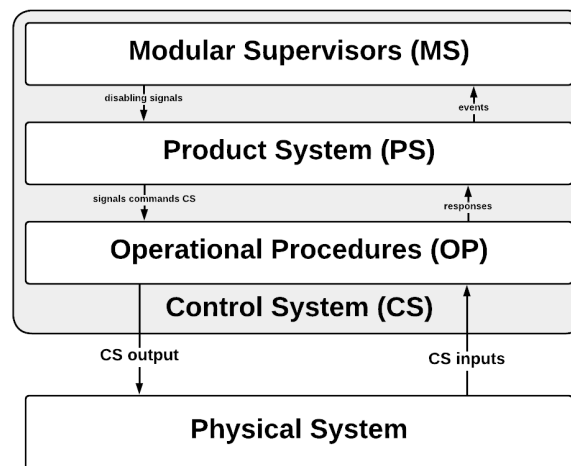 Modular Supervisors (MS)
disabling signals
events
Product System (PS)
signals commands CS
responses
Operational Procedures (OP)
Control System (CS)
CS output
CS inputs
Physical System